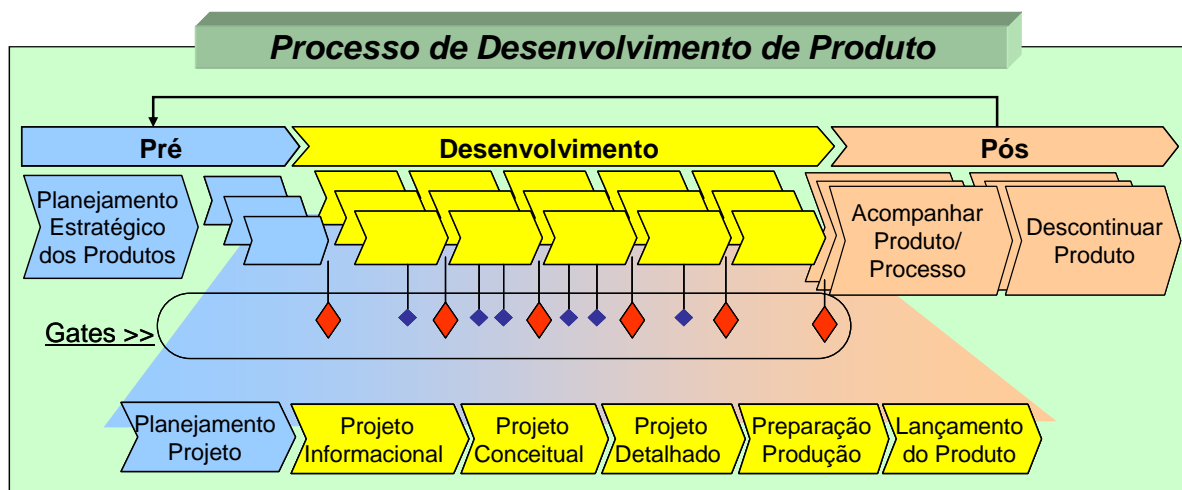 Processo de Desenvolvimento de Produto
Pré
Desenvolvimento
Pós
Planejamento
Estratégico
dos Produtos
Acompanhar
Produto/
Processo
Descontinuar
Produto
Gates >>
Planejamento
Projeto
Projeto
Informacional
Projeto
Conceitual
Projeto
Detalhado
Preparação
Produção
Lançamento
do Produto